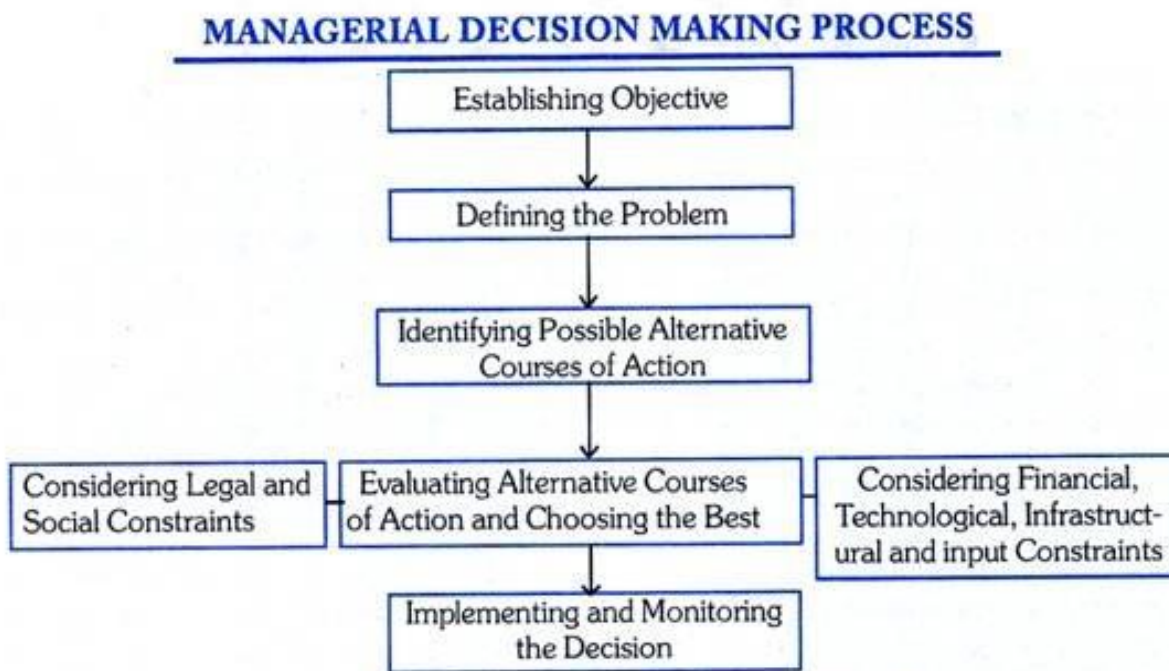 MANAGERIAL DECISION MAKING PROCESS
Establishing Objective
Defining the Problem
Identifying Possible Alternative
Courses of Action
Considering Legal and
Social Constraints
Evaluating Alternative Courses
of Action and Choosing the Best
Considering Financial,
Technological, Infrastruct-
ural and input Constraints
Implementing and Monitoring
the Decision